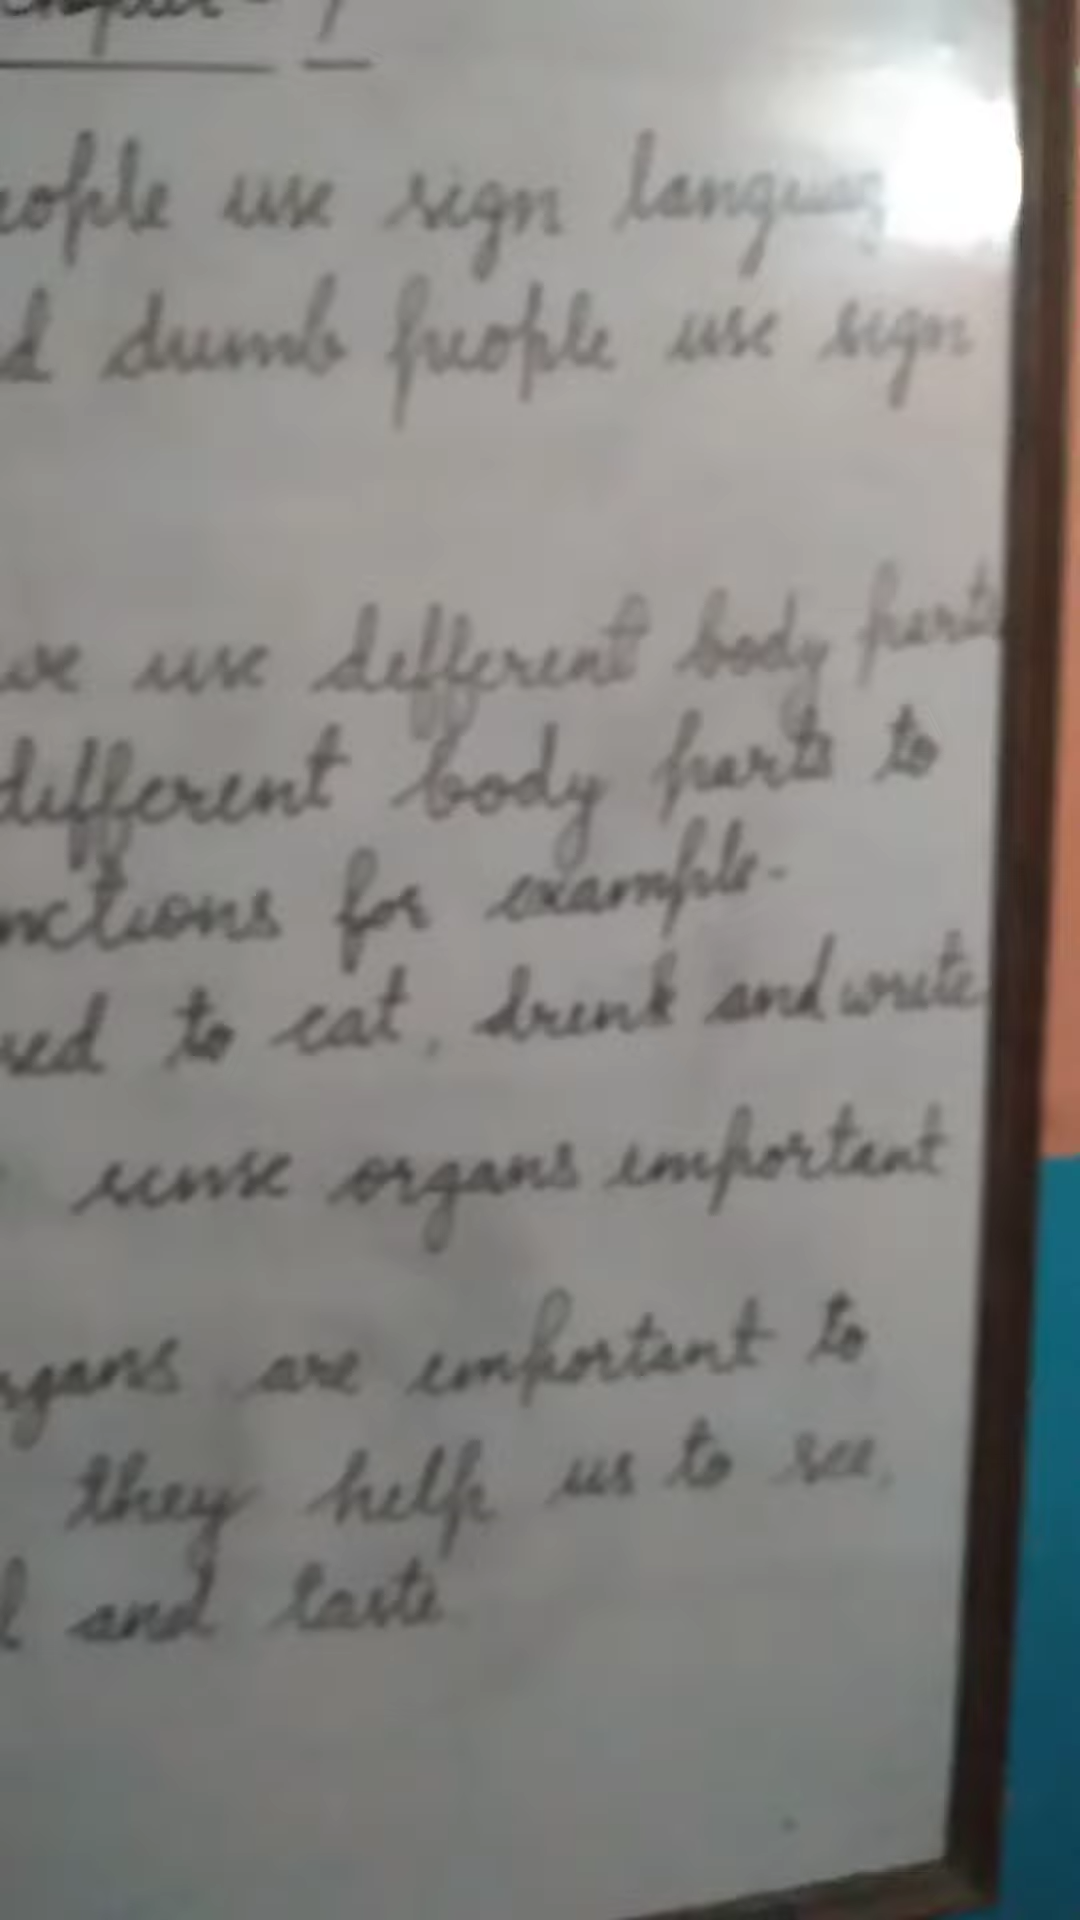 Chapter - 1
eople use sign languag
d dumb people use sign
we use different body parts
different body parts to
nctions for example-
sed to eat, drink and write
sense organs important
rgans are important to
they help us to see,
l and taste